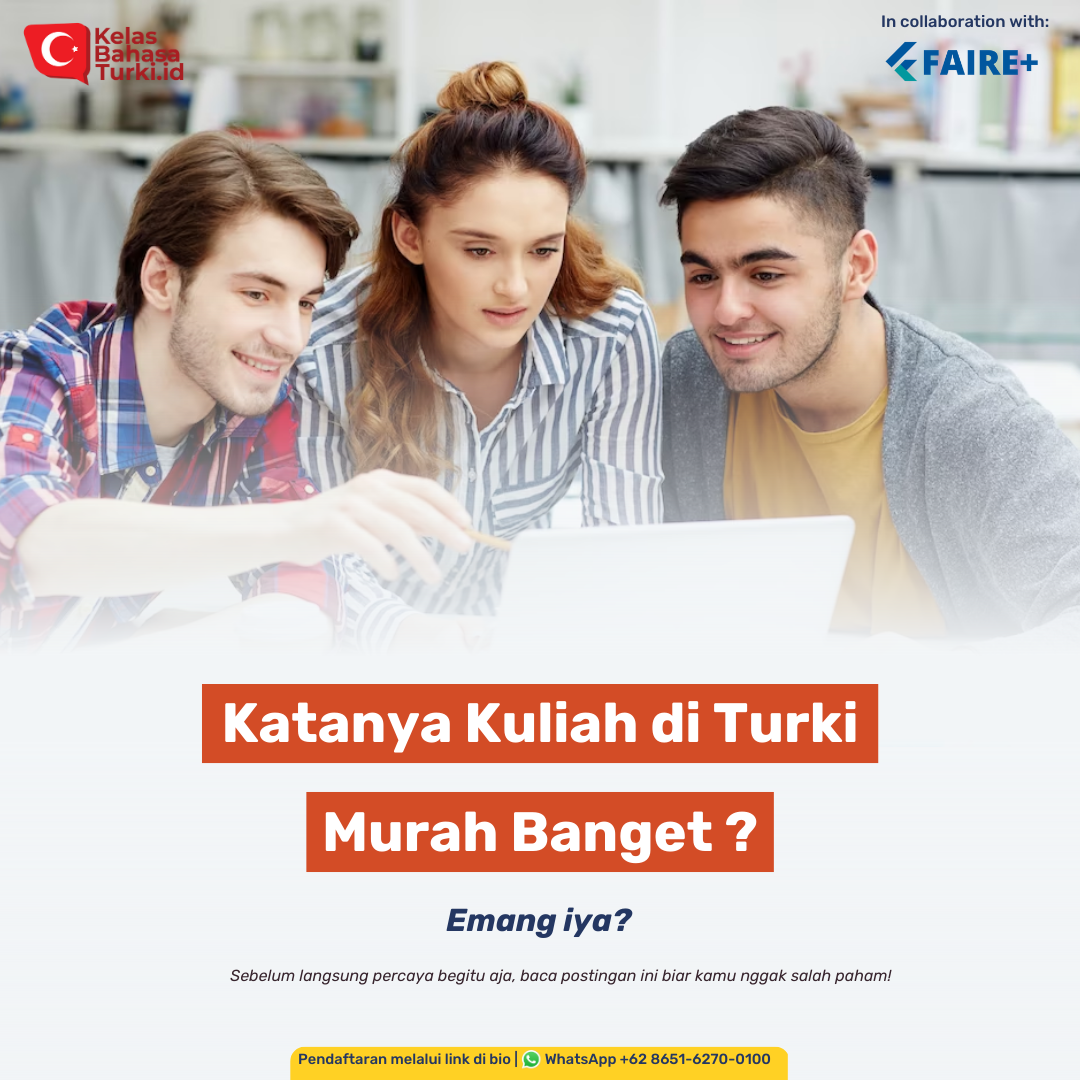 Kelas
Bahasa
Turki.id
In collaboration with:
FAIRE+
Katanya Kuliah di Turki
Murah Banget ?
Emang iya?
Sebelum langsung percaya begitu aja, baca postingan ini biar kamu nggak salah paham!
Pendaftaran melalui link di bio | WhatsApp +62 8651-6270-0100